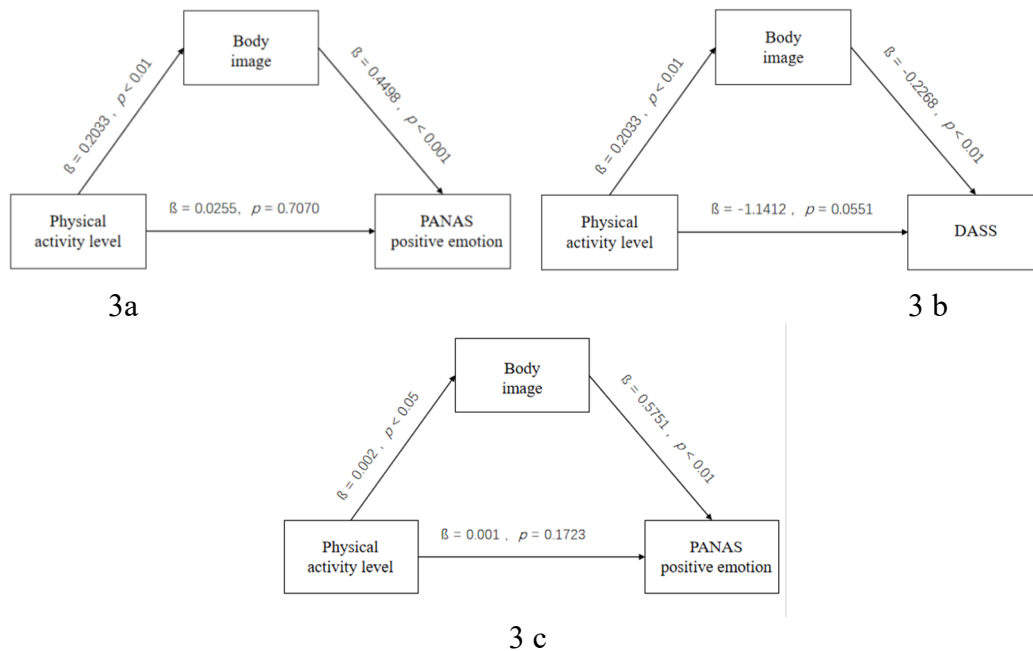 Body
image
ß = 0.2033 , p < 0.01
ß = 0.4498 , p < 0.001
Physical
activity level
ß = 0.0255, p = 0.7070
PANAS
positive emotion
3a
Body
image
ß = 0.2033 , p < 0.01
ß = -0.2268 , p < 0.01
Physical
activity level
ß = -1.1412 , p = 0.0551
DASS
3 b
Body
image
ß = 0.002 , p < 0.05
ß = 0.5751 , p < 0.01
Physical
activity level
ß = 0.001 , p = 0.1723
PANAS
positive emotion
3 c